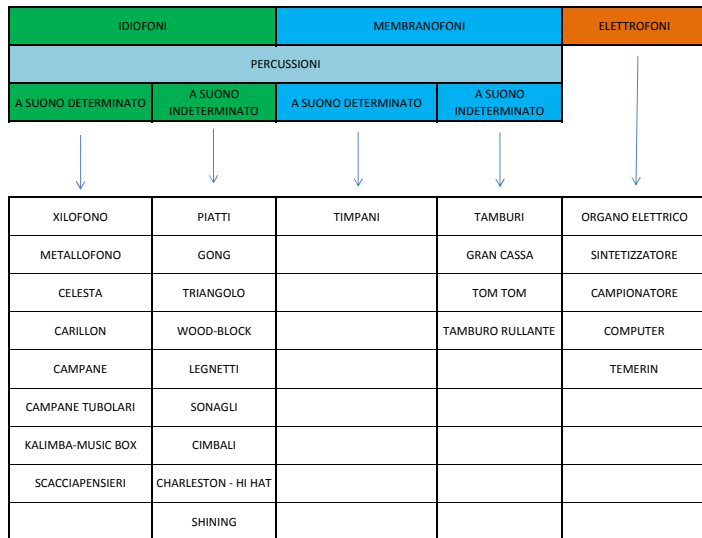 IDIOFONI MEMBRANOFONI ELETTROFONI
PERCUSSIONI
A SUONO DETERMINATO A SUONO INDETERMINATO A SUONO DETERMINATO A SUONO INDETERMINATO
XILOFONO PIATTI TIMPANI TAMBURI ORGANO ELETTRICO
METALLOFONO GONG GRAN CASSA SINTETIZZATORE
CELESTA TRIANGOLO TOM TOM CAMPIONATORE
CARILLON WOOD-BLOCK TAMBURO RULLANTE COMPUTER
CAMPANE LEGNETTI TEMERIN
CAMPANE TUBOLARI SONAGLI
KALIMBA-MUSIC BOX CIMBALI
SCACCIAPENSIERI CHARLESTON - HI HAT
SHINING